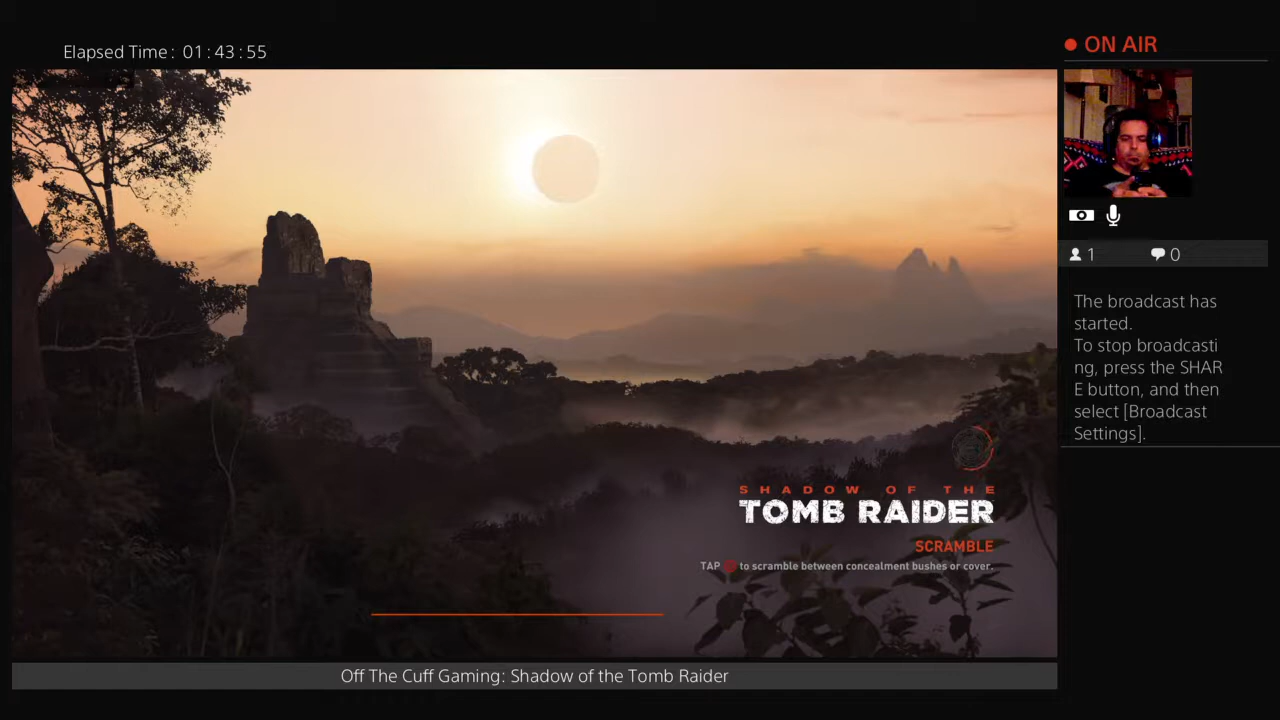 Elapsed Time: 01:43:55
ON AIR
1 0
The broadcast has
started.
To stop broadcasti
ng, press the SHAR
E button, and then
select [Broadcast
Settings].
SHADOW OF THE
TOMB RAIDER
SCRAMBLE
TAP to scramble between concealment bushes or cover.
Off The Cuff Gaming: Shadow of the Tomb Raider